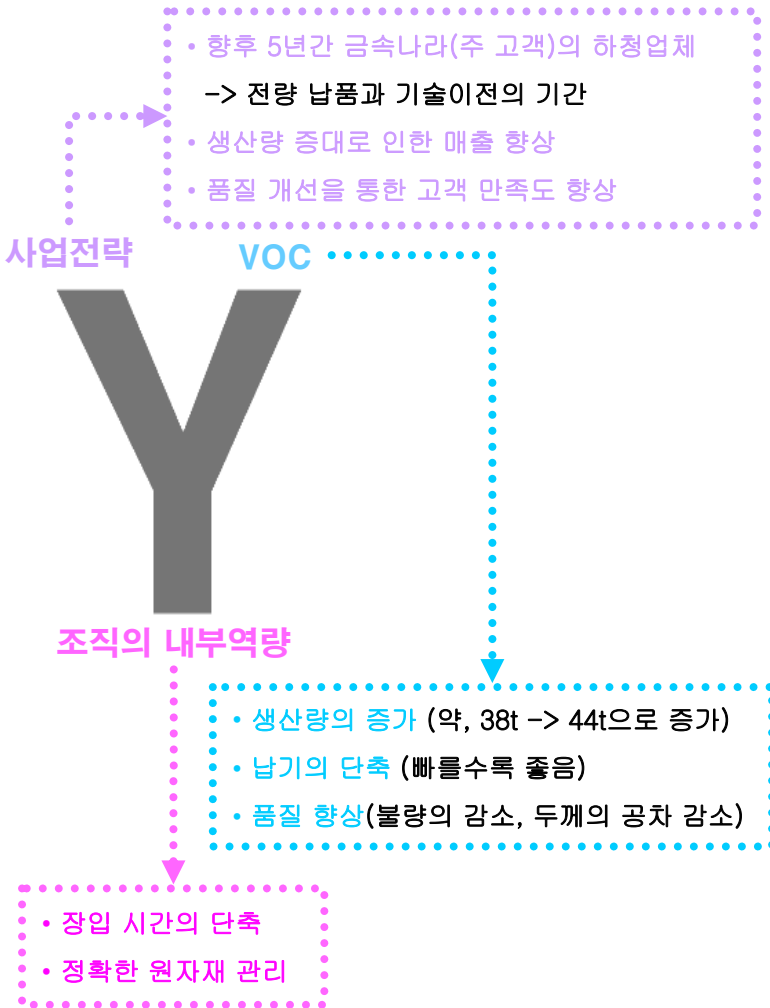 • 향후 5년간 금속나라(주 고객)의 하청업체
-> 전량 납품과 기술이전의 기간
• 생산량 증대로 인한 매출 향상
• 품질 개선을 통한 고객 만족도 향상
사업전략
VOC
Y
조직의 내부역량
• 생산량의 증가 (약, 38t -> 44t으로 증가)
• 납기의 단축 (빠를수록 좋음)
• 품질 향상(불량의 감소, 두께의 공차 감소)
• 장입 시간의 단축
• 정확한 원자재 관리